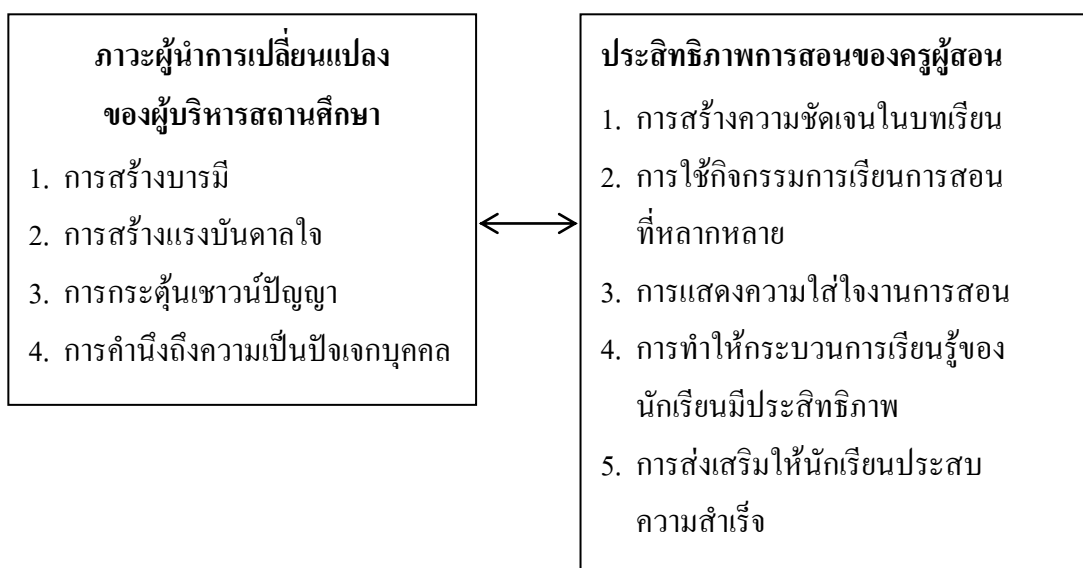 ภาวะผู้นำการเปลี่ยนแปลง
ของผู้บริหารสถานศึกษา
1. การสร้างบารมี
2. การสร้างแรงบันดาลใจ
3. การกระตุ้นเชาวน์ปัญญา
4. การคำนึงถึงความเป็นปัจเจกบุคคล
ประสิทธิภาพการสอนของครูผู้สอน
1. การสร้างความชัดเจนในบทเรียน
2. การใช้กิจกรรมการเรียนการสอน
ที่หลากหลาย
3. การแสดงความใส่ใจงานการสอน
4. การทำให้กระบวนการเรียนรู้ของ
นักเรียนมีประสิทธิภาพ
5. การส่งเสริมให้นักเรียนประสบ
ความสำเร็จ